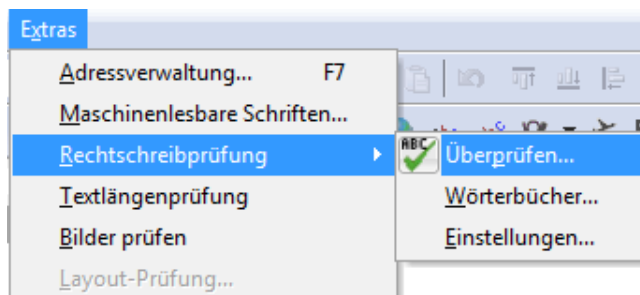 Extras
Adressverwaltung... F7
Maschinenlesbare Schriften...
Rechtschreibprüfung
ABC Überprüfen...
Textlängenprüfung
Wörterbücher...
Bilder prüfen
Einstellungen...
Layout-Prüfung...